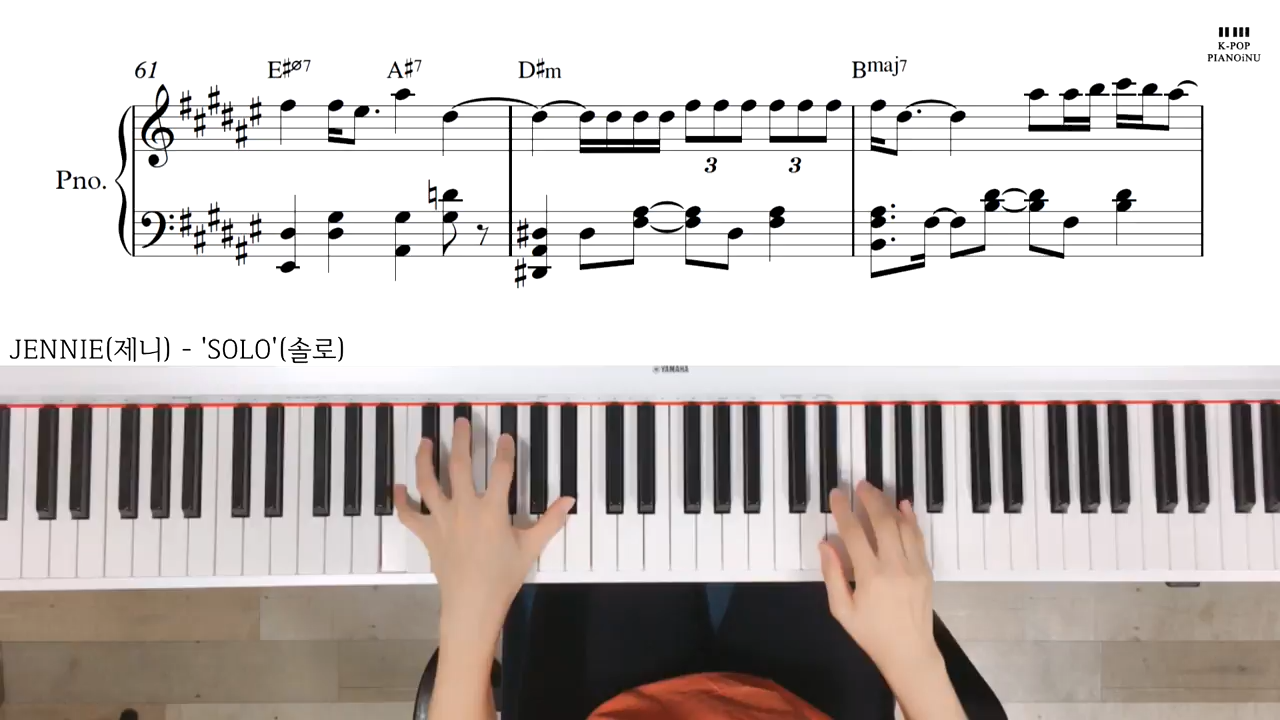 K-POP
PIANOiNU
61
E#ø7 A#7 D#m Bmaj7
Pno.
3 3
JENNIE(제니) - 'SOLO'(솔로)
YAMAHA